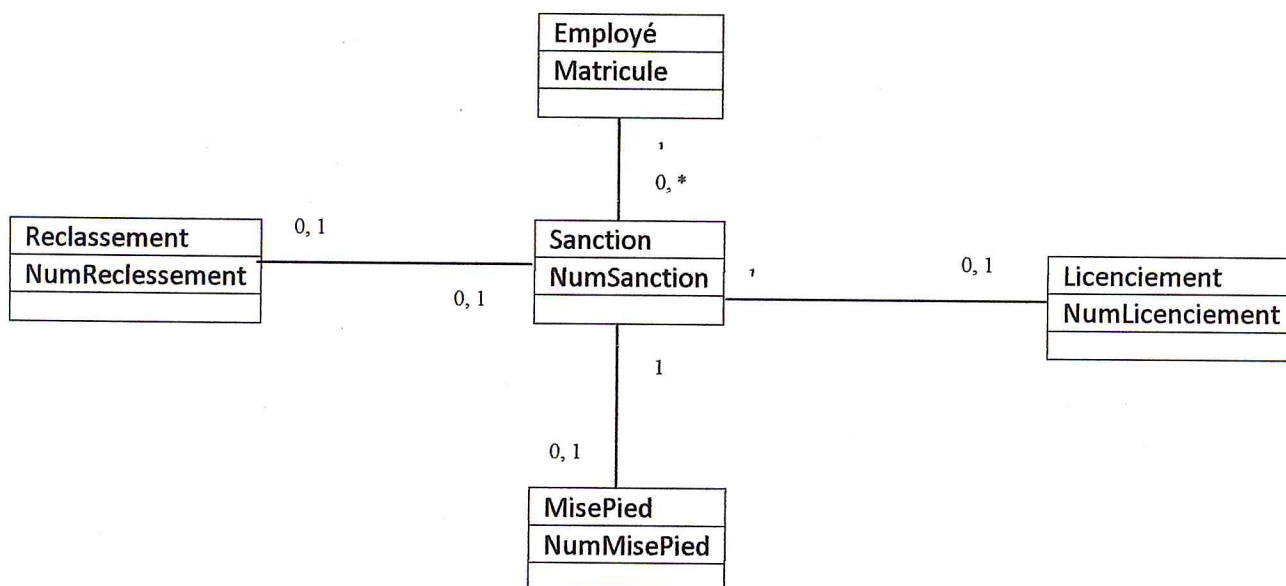 Employé
Matricule
0, *
Reclassement
NumReclessement
0, 1
0, 1
Sanction
NumSanction
0, 1
Licenciement
NumLicenciement
1
0, 1
MisePied
NumMisePied